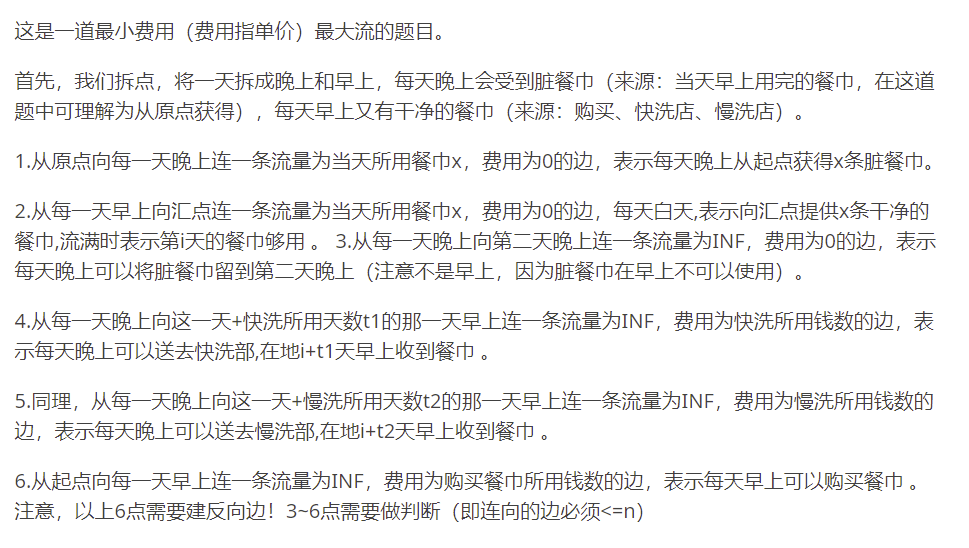 这是一道最小费用（费用指单价）最大流的题目。
首先，我们拆点，将一天拆成晚上和早上，每天晚上会受到脏餐巾（来源：当天早上用完的餐巾，在这道
题中可理解为从原点获得），每天早上又有干净的餐巾（来源：购买、快洗店、慢洗店）。
1.从原点向每一天晚上连一条流量为当天所用餐巾x，费用为0的边，表示每天晚上从起点获得x条脏餐巾。
2.从每一天早上向汇点连一条流量为当天所用餐巾x，费用为0的边,每天白天,表示向汇点提供x条干净的
餐巾,流满时表示第i天的餐巾够用 。 3.从每一天晚上向第二天晚上连一条流量为INF，费用为0的边，表示
每天晚上可以将脏餐巾留到第二天晚上（注意不是早上，因为脏餐巾在早上不可以使用）。
4.从每一天晚上向这一天+快洗所用天数t1的那一天早上连一条流量为INF，费用为快洗所用钱数的边，表
示每天晚上可以送去快洗部,在地i+t1天早上收到餐巾 。
5.同理，从每一天晚上向这一天+慢洗所用天数t2的那一天早上连一条流量为INF，费用为慢洗所用钱数的
边，表示每天晚上可以送去慢洗部,在地i+t2天早上收到餐巾 。
6.从起点向每一天早上连一条流量为INF，费用为购买餐巾所用钱数的边，表示每天早上可以购买餐巾 。
注意，以上6点需要建反向边！3~6点需要做判断（即连向的边必须<=n）